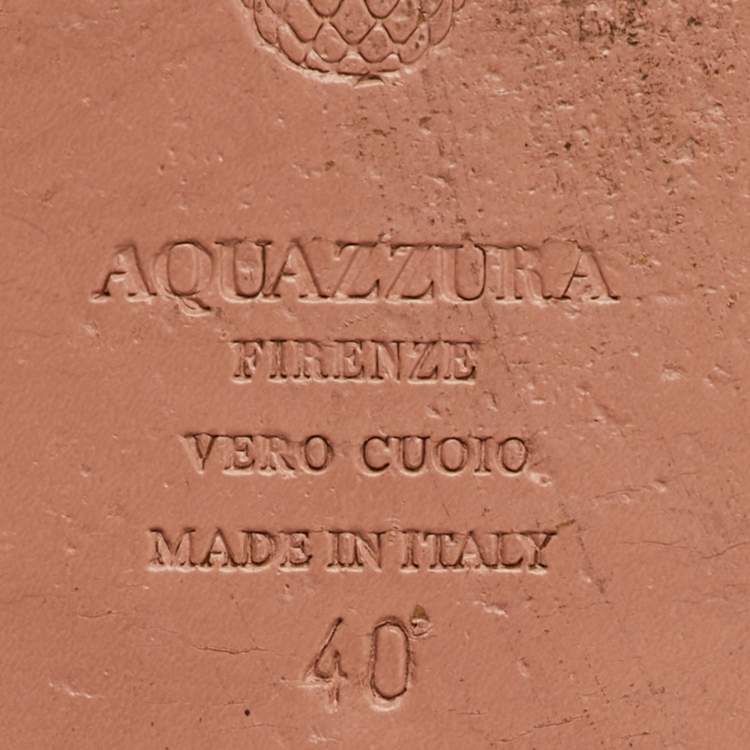 AQUAZZURA
FIRENZE
VERO CUOIO
MADE IN ITALY
40